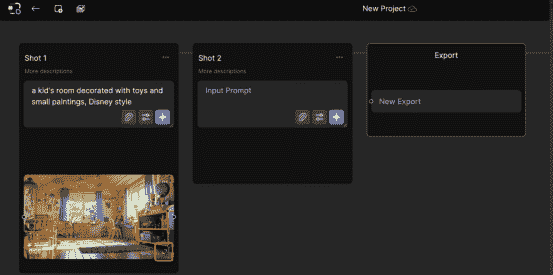 New Project
Shot 1
More descriptions
a kid's room decorated with toys and
small paintings, Disney style
Shot 2
More descriptions
Input Prompt
Export
New Export